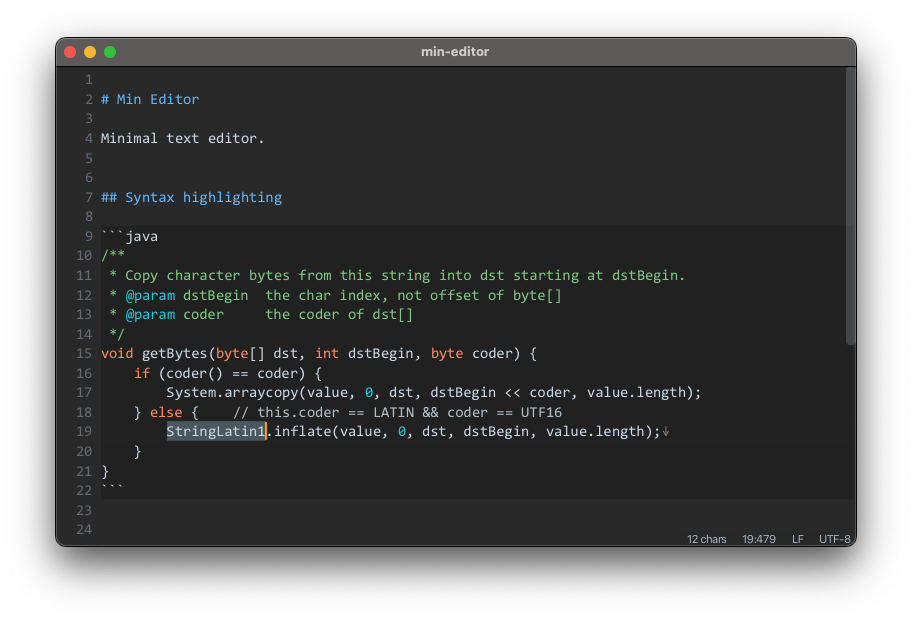 min-editor
1
2 # Min Editor
3
4 Minimal text editor.
5
6
7 ## Syntax highlighting
8
9 ```java
10 /**
11  * Copy character bytes from this string into dst starting at dstBegin.
12  * @param dstBegin  the char index, not offset of byte[]
13  * @param coder     the coder of dst[]
14  */
15 void getBytes(byte[] dst, int dstBegin, byte coder) {
16     if (coder() == coder) {
17         System.arraycopy(value, 0, dst, dstBegin << coder, value.length);
18     } else {    // this.coder == LATIN && coder == UTF16
19         StringLatin1.inflate(value, 0, dst, dstBegin, value.length);↓
20     }
21 }
22 ```
23
24
12 chars 19:479 LF UTF-8